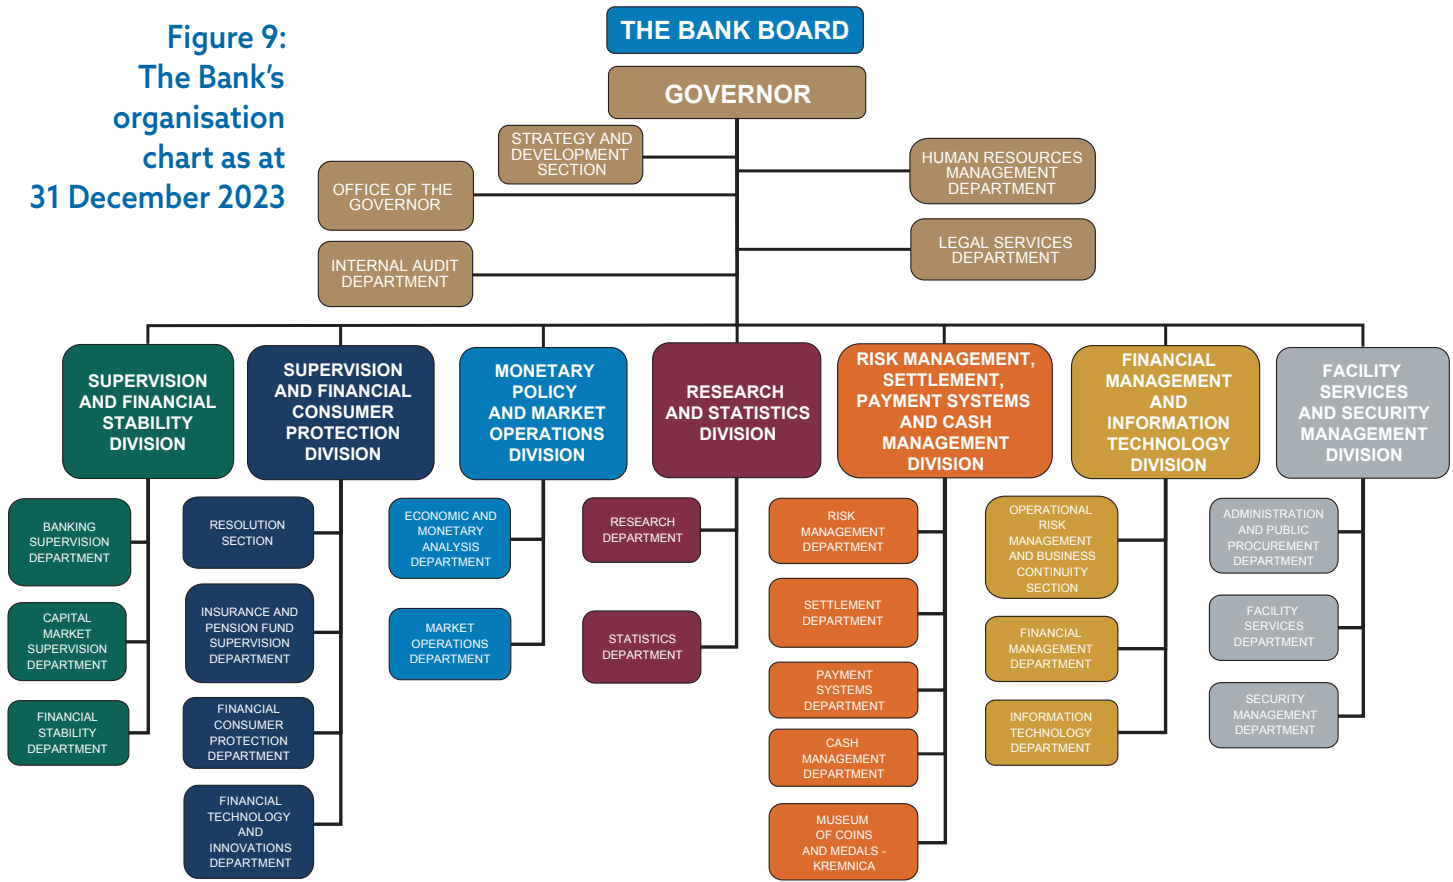 Figure 9:
The Bank's
organisation
chart as at
31 December 2023
THE BANK BOARD
GOVERNOR
STRATEGY AND
DEVELOPMENT
SECTION
OFFICE OF THE
GOVERNOR
INTERNAL AUDIT
DEPARTMENT
HUMAN RESOURCES
MANAGEMENT
DEPARTMENT
LEGAL SERVICES
DEPARTMENT
SUPERVISION
AND FINANCIAL
STABILITY
DIVISION
BANKING
SUPERVISION
DEPARTMENT
CAPITAL
MARKET
SUPERVISION
DEPARTMENT
FINANCIAL
STABILITY
DEPARTMENT
SUPERVISION
AND FINANCIAL
CONSUMER
PROTECTION
DIVISION
RESOLUTION
SECTION
INSURANCE AND
PENSION FUND
SUPERVISION
DEPARTMENT
FINANCIAL
CONSUMER
PROTECTION
DEPARTMENT
FINANCIAL
TECHNOLOGY
AND
INNOVATIONS
DEPARTMENT
MONETARY
POLICY
AND MARKET
OPERATIONS
DIVISION
ECONOMIC AND
MONETARY
ANALYSIS
DEPARTMENT
MARKET
OPERATIONS
DEPARTMENT
RESEARCH
AND STATISTICS
DIVISION
RESEARCH
DEPARTMENT
STATISTICS
DEPARTMENT
RISK MANAGEMENT,
SETTLEMENT,
PAYMENT SYSTEMS
AND CASH
MANAGEMENT
DIVISION
RISK
MANAGEMENT
DEPARTMENT
SETTLEMENT
DEPARTMENT
PAYMENT
SYSTEMS
DEPARTMENT
CASH
MANAGEMENT
DEPARTMENT
MUSEUM
OF COINS
AND MEDALS -
KREMNICA
FINANCIAL
MANAGEMENT
AND
INFORMATION
TECHNOLOGY
DIVISION
OPERATIONAL
RISK
MANAGEMENT
AND BUSINESS
CONTINUITY
SECTION
FINANCIAL
MANAGEMENT
DEPARTMENT
INFORMATION
TECHNOLOGY
DEPARTMENT
FACILITY
SERVICES
AND SECURITY
MANAGEMENT
DIVISION
ADMINISTRATION
AND PUBLIC
PROCUREMENT
DEPARTMENT
FACILITY
SERVICES
DEPARTMENT
SECURITY
MANAGEMENT
DEPARTMENT